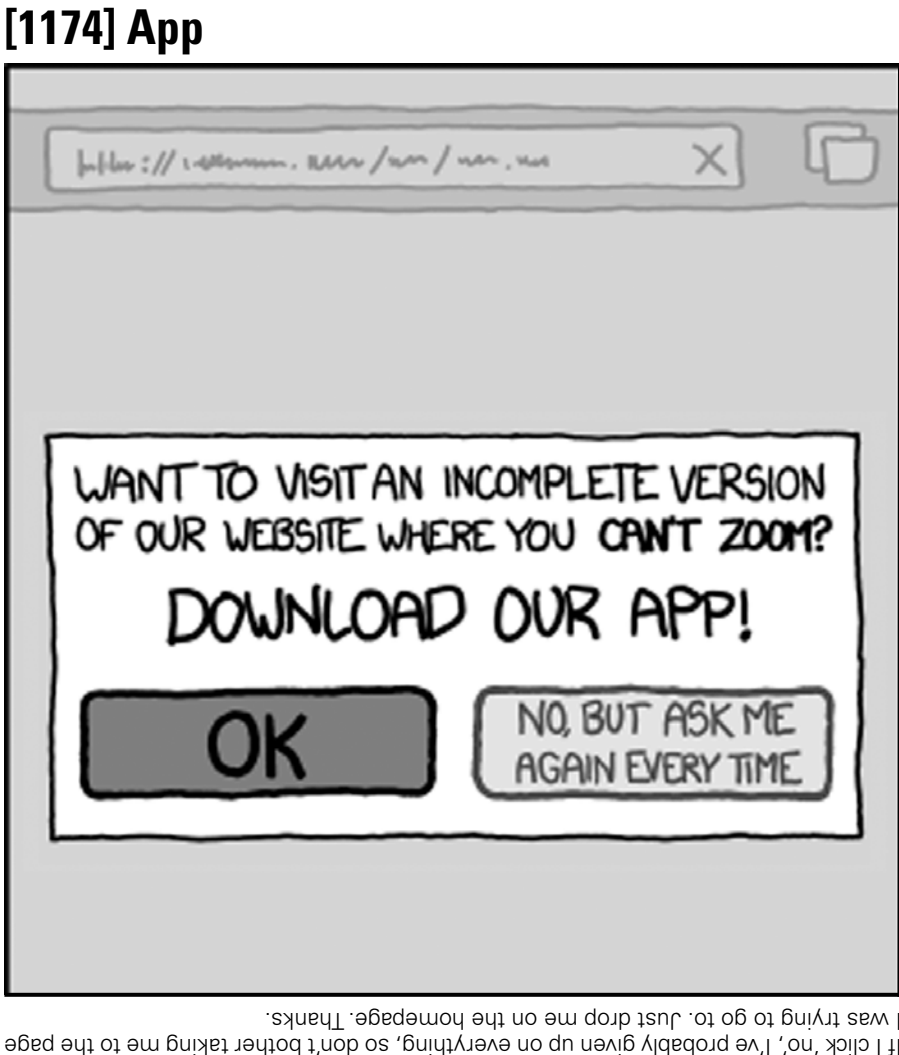 [1174] App
WANT TO VISIT AN INCOMPLETE VERSION
OF OUR WEBSITE WHERE YOU CAN'T ZOOM?
DOWNLOAD OUR APP!
OK
NO, BUT ASK ME
AGAIN EVERY TIME
If I click 'no', I've probably given up on everything, so don't bother taking me to the page
I was trying to go to. Just drop me on the homepage. Thanks.